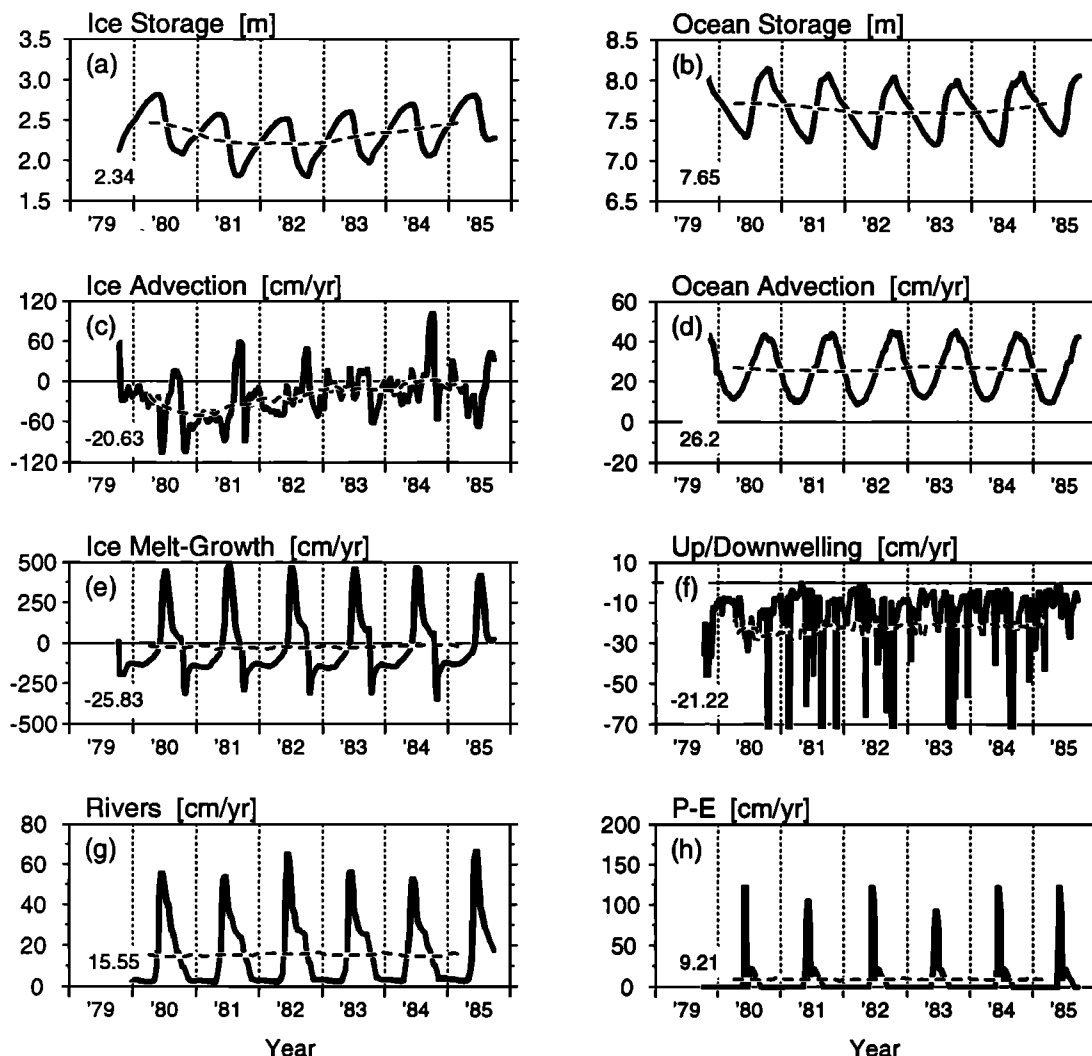 Ice Storage [m]
3.5
(a)
3.0
2.5
2.0
2.34
1.5
'79 '80 '81 '82 '83 '84 '85
Ocean Storage [m]
8.5
(b)
8.0
7.5
7.0
7.65
6.5
'79 '80 '81 '82 '83 '84 '85
Ice Advection [cm/yr]
120
(c)
60
0
-60
-20.63
-120
'79 '80 '81 '82 '83 '84 '85
Ocean Advection [cm/yr]
60
(d)
40
20
0
26.2
-20
'79 '80 '81 '82 '83 '84 '85
Ice Melt-Growth [cm/yr]
500
(e)
250
0
-250
-25.83
-500
'79 '80 '81 '82 '83 '84 '85
Up/Downwelling [cm/yr]
10
(f)
-10
-30
-50
-21.22
-70
'79 '80 '81 '82 '83 '84 '85
Rivers [cm/yr]
80
(g)
60
40
20
15.55
0
'79 '80 '81 '82 '83 '84 '85
Year
P-E [cm/yr]
200
(h)
150
100
50
9.21
0
'79 '80 '81 '82 '83 '84 '85
Year